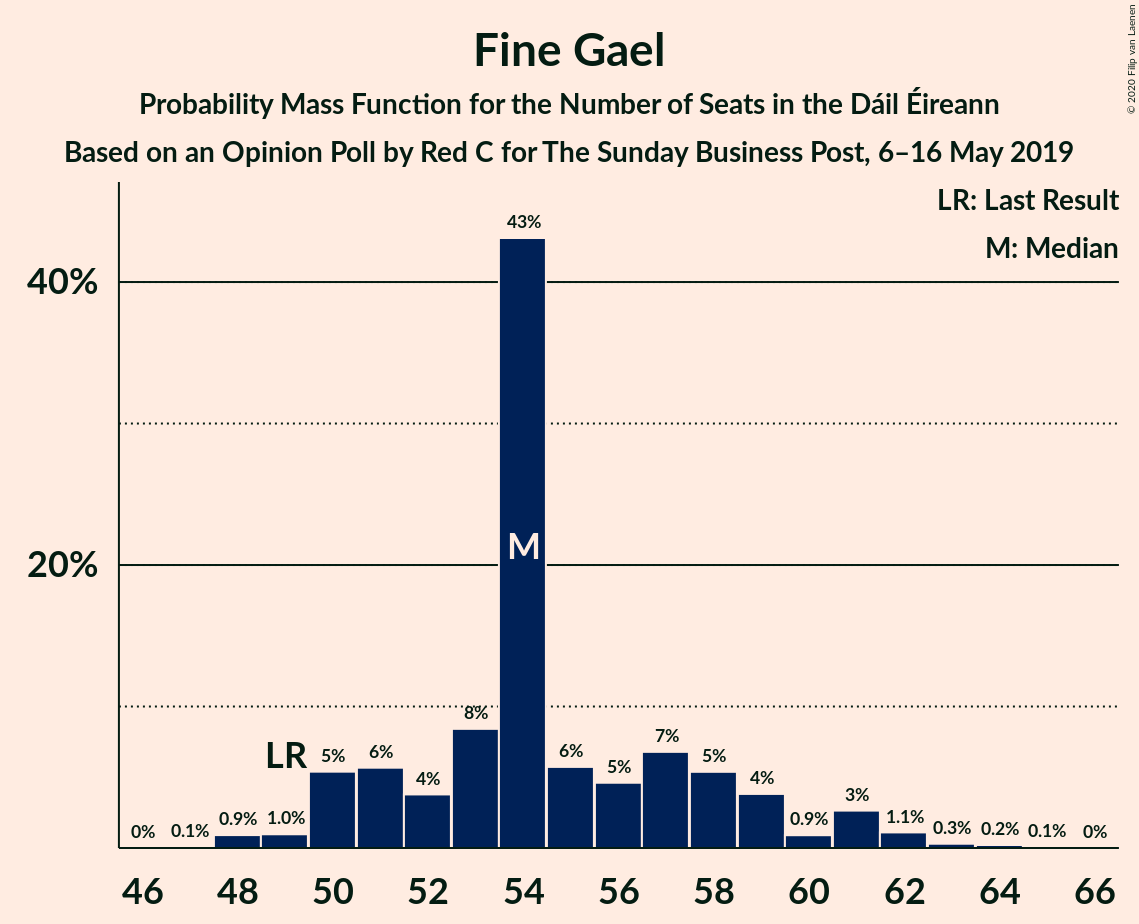 Fine Gael
Probability Mass Function for the Number of Seats in the Dáil Éireann
Based on an Opinion Poll by Red C for The Sunday Business Post, 6–16 May 2019
© 2020 Filip van Laenen
LR: Last Result
M: Median
40%
20%
0%
0.1%
0.9%
1.0%
LR
5%
6%
4%
8%
43%
M
6%
5%
7%
5%
4%
0.9%
3%
1.1%
0.3%
0.2%
0.1%
0%
46 48 50 52 54 56 58 60 62 64 66